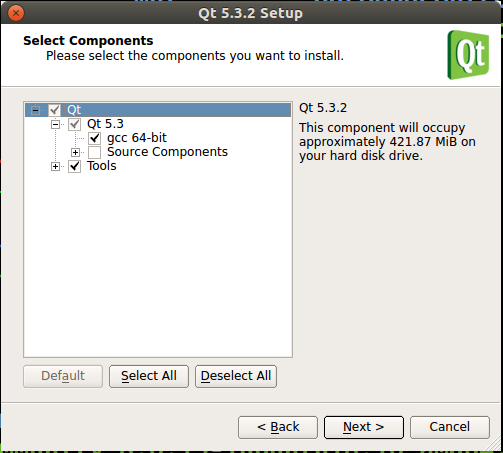 Qt 5.3.2 Setup
Select Components
Please select the components you want to install.
Qt
Qt
Qt 5.3
gcc 64-bit
Source Components
Tools
Qt 5.3.2
This component will occupy
approximately 421.87 MiB on
your hard disk drive.
Default
Select All
Deselect All
< Back
Next >
Cancel